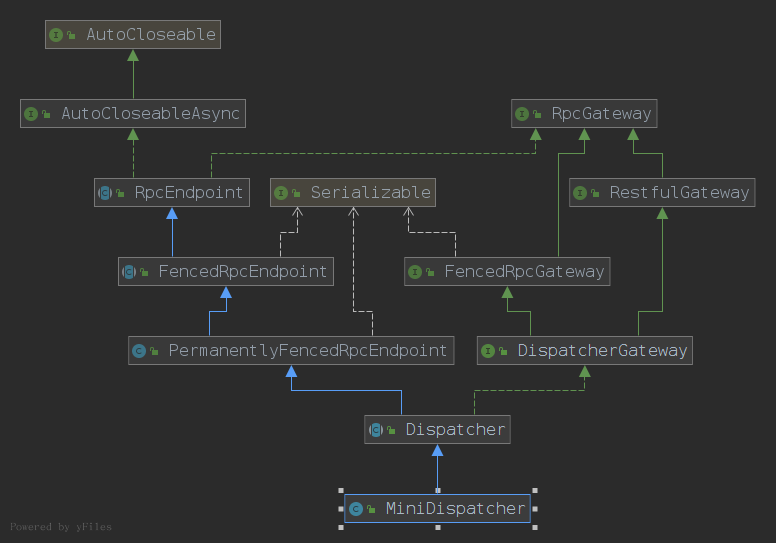 AutoCloseable
AutoCloseableAsync
RpcGateway
RpcEndpoint
Serializable
RestfulGateway
FencedRpcEndpoint
FencedRpcGateway
PermanentlyFencedRpcEndpoint
DispatcherGateway
Dispatcher
MiniDispatcher
Powered by yFiles